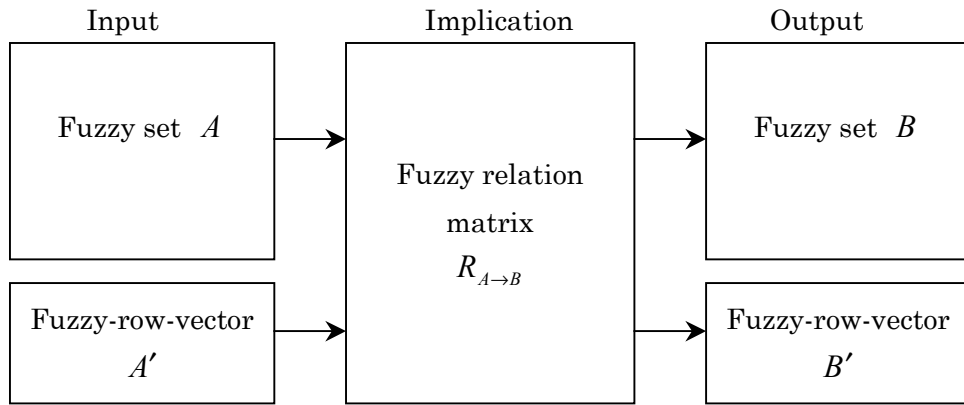 Input
Implication
Output
Fuzzy set A
Fuzzy relation
matrix
R_{A→B}
Fuzzy set B
Fuzzy-row-vector
A′
Fuzzy-row-vector
B′